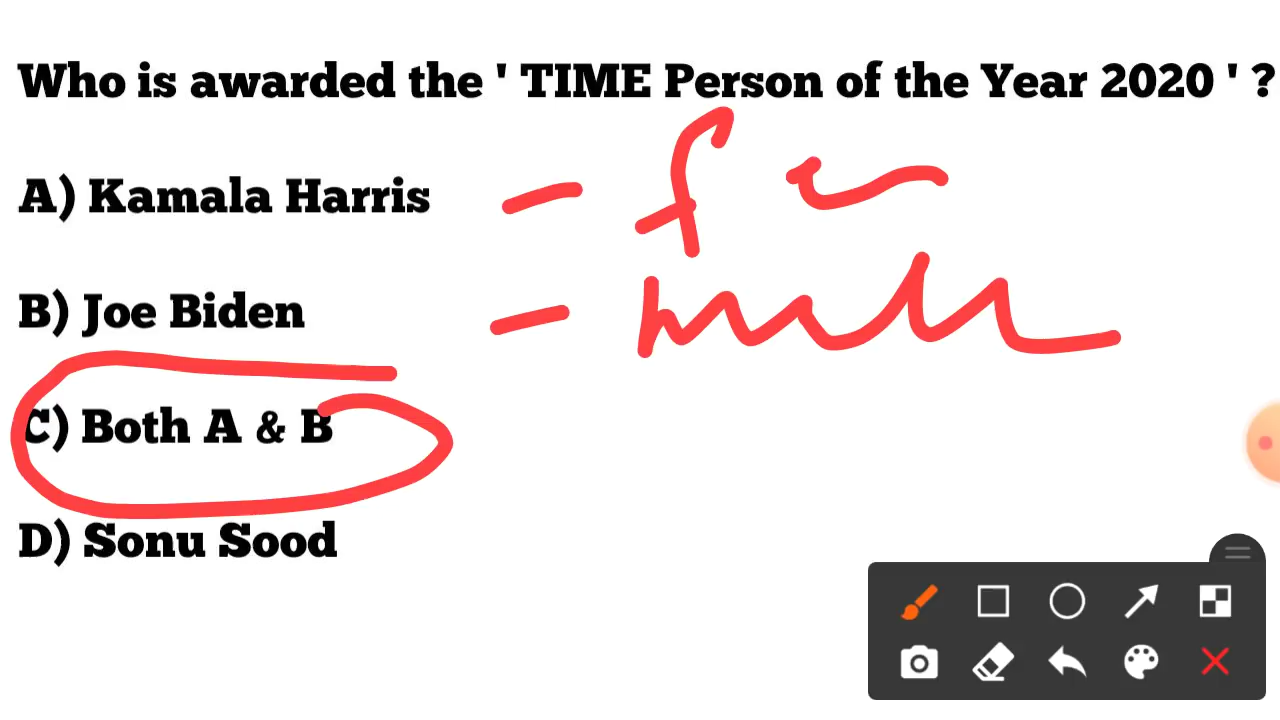 Who is awarded the ' TIME Person of the Year 2020 ' ?
A) Kamala Harris
B) Joe Biden
C) Both A & B
D) Sonu Sood